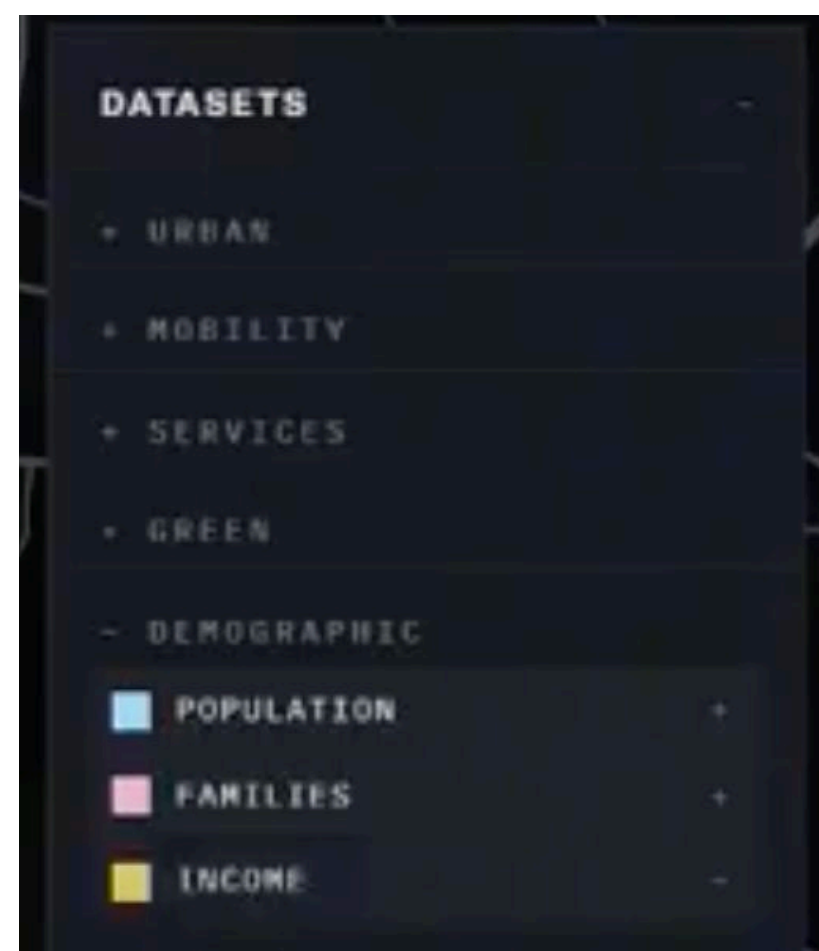 DATASETS -
+ URBAN
+ MOBILITY
+ SERVICES
+ GREEN
- DEMOGRAPHIC
POPULATION +
FAMILIES +
INCOME -